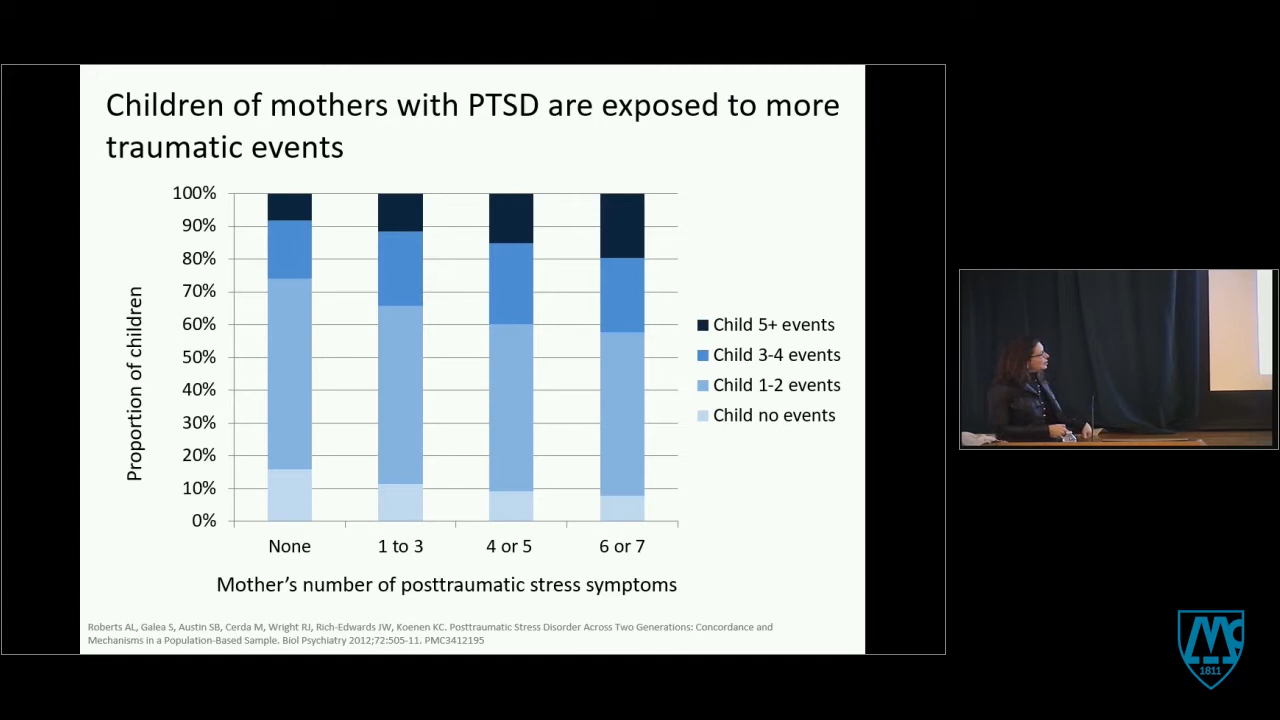 Children of mothers with PTSD are exposed to more
traumatic events
100%
90%
80%
70%
60%
50%
40%
30%
20%
10%
0%
Proportion of children
None
1 to 3
4 or 5
6 or 7
Mother’s number of posttraumatic stress symptoms
Child 5+ events
Child 3-4 events
Child 1-2 events
Child no events
Roberts AL, Galea S, Austin SB, Cerda M, Wright RJ, Rich-Edwards JW, Koenen KC. Posttraumatic Stress Disorder Across Two Generations: Concordance and
Mechanisms in a Population-Based Sample. Biol Psychiatry 2012;72:505-11. PMC3412195
MC
1811